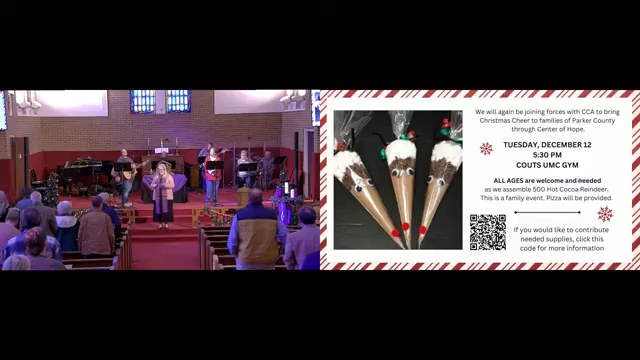 We will again be joining forces with CCA to bring
Christmas Cheer to families of Parker County
through Center of Hope.
TUESDAY, DECEMBER 12
5:30 PM
COUTS UMC GYM
ALL AGES are welcome and needed
as we assemble 500 Hot Cocoa Reindeer.
This is a family event. Pizza will be provided.
If you would like to contribute
needed supplies, click this
code for more information